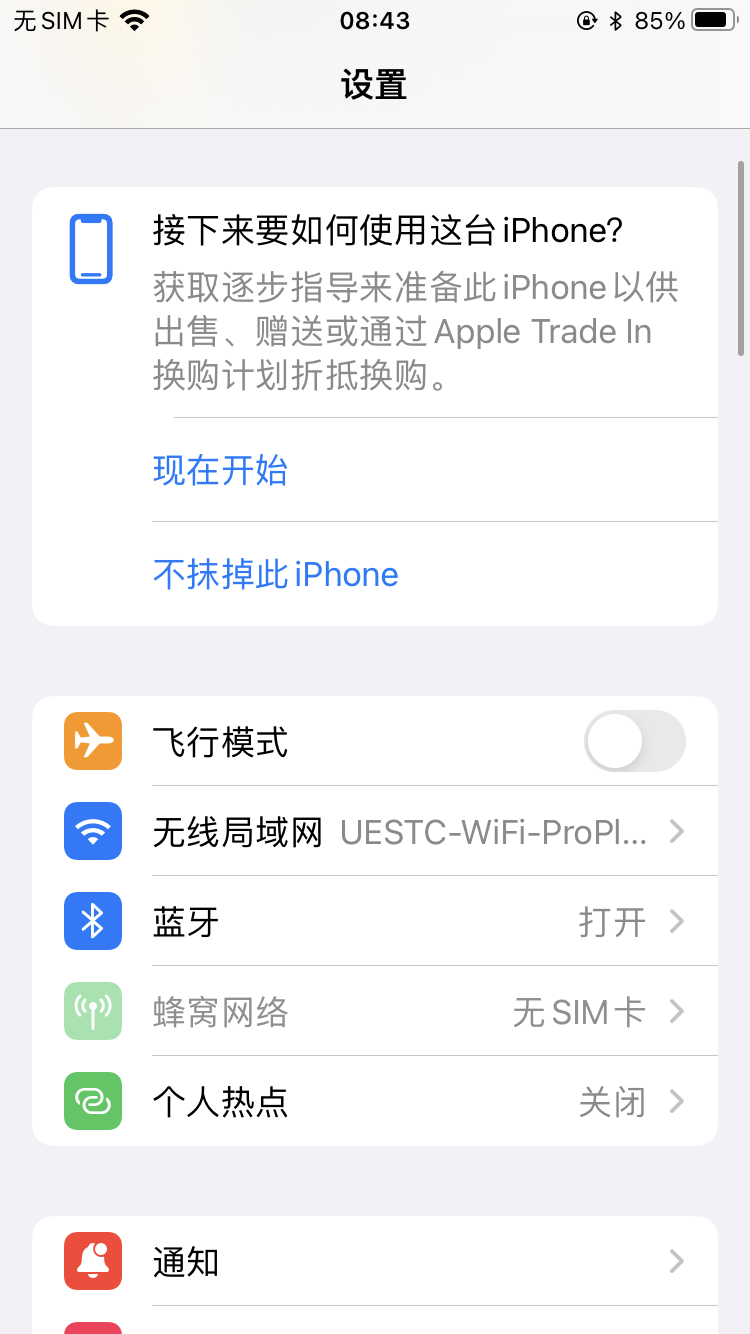 无 SIM 卡 08:43 85%
设置
接下来要如何使用这台 iPhone?
获取逐步指导来准备此 iPhone 以供
出售、赠送或通过 Apple Trade In
换购计划折抵换购。
现在开始
不抹掉此 iPhone
飞行模式
无线局域网 UESTC-WiFi-ProPl...
蓝牙 打开
蜂窝网络 无 SIM 卡
个人热点 关闭
通知